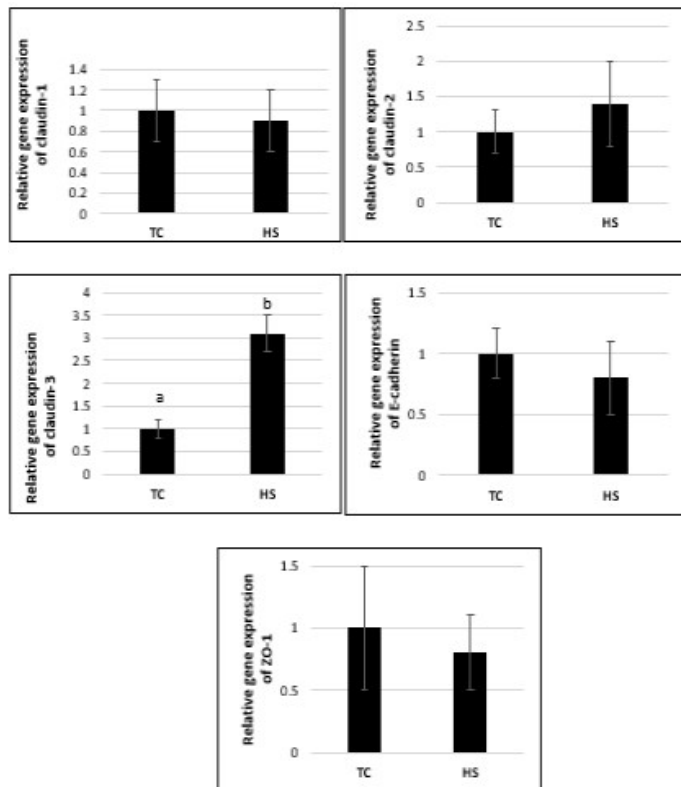 Relative gene expression
of claudin-1
1.4
1.2
1
0.8
0.6
0.4
0.2
0
TC HS
Relative gene expression
of claudin-2
2.5
2
1.5
1
0.5
0
TC HS
Relative gene expression
of claudin-3
4
3.5
3
2.5
2
1.5
1
0.5
0
a
b
TC HS
Relative gene expression
of E-cadherin
1.5
1
0.5
0
TC HS
Relative gene expression
of ZO-1
1.5
1
0.5
0
TC HS